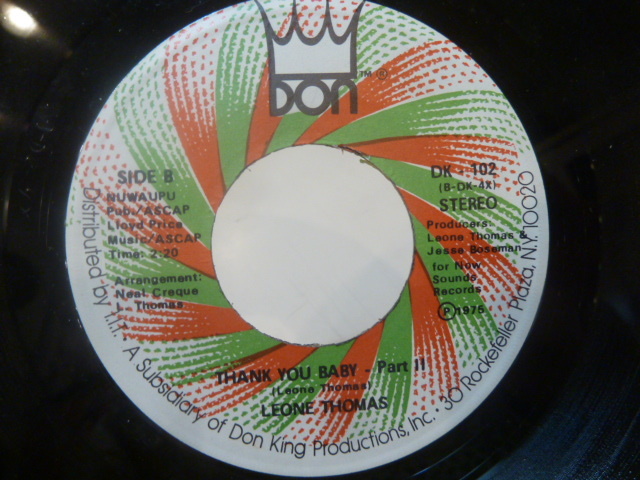 Don
TM ®
SIDE B
NUWAUPU
Pub./ASCAP
Lloyd Price
Music/ASCAP
Time: 2:20
Arrangement:
Neal Creque
L. Thomas
DK - 102
(B-DK-4X)
STEREO
Producers:
Leone Thomas &
Jesse Boseman
for Now
Sounds
Records
℗ 1975
THANK YOU BABY - Part II
(Leone Thomas)
LEONE THOMAS
Distributed by I.I.T. - A Subsidiary of Don King Productions, Inc. • 30 Rockefeller Plaza, N.Y. 10020